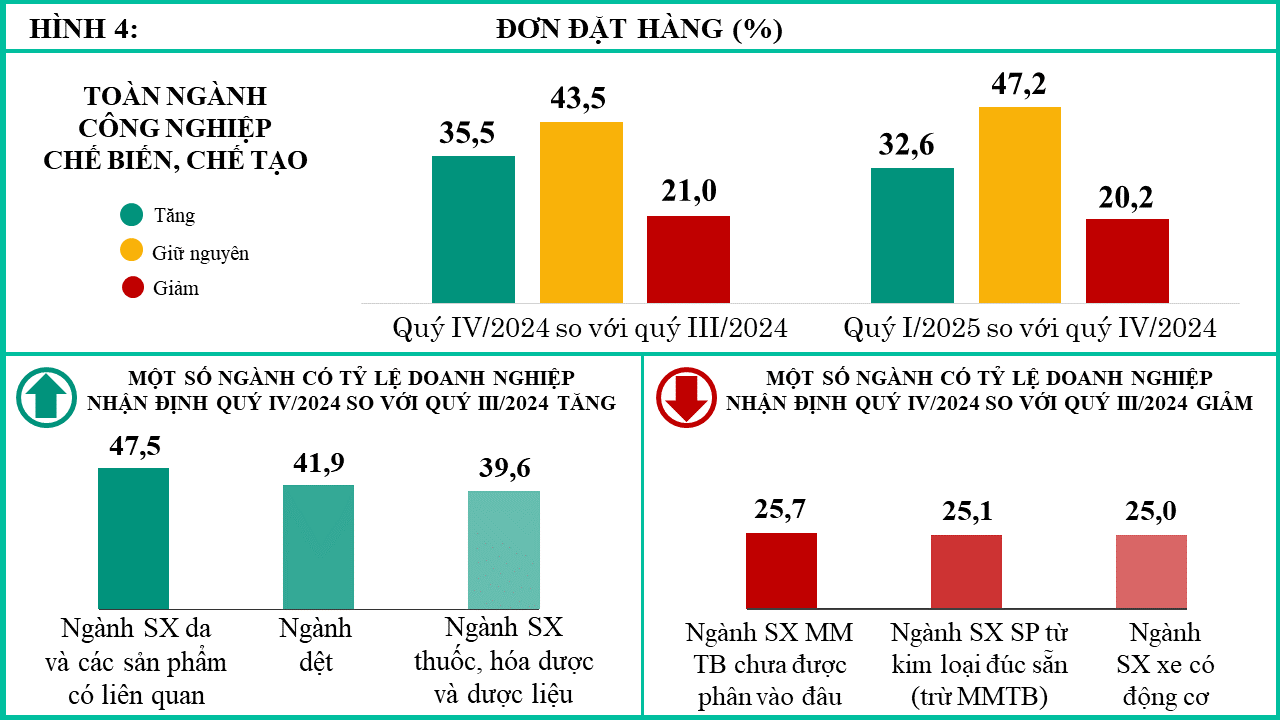 HÌNH 4:
ĐƠN ĐẶT HÀNG (%)
TOÀN NGÀNH
CÔNG NGHIỆP
CHẾ BIẾN, CHẾ TẠO
Tăng
Giữ nguyên
Giảm
35,5
43,5
21,0
32,6
47,2
20,2
Quý IV/2024 so với quý III/2024
Quý I/2025 so với quý IV/2024
MỘT SỐ NGÀNH CÓ TỶ LỆ DOANH NGHIỆP
NHẬN ĐỊNH QUÝ IV/2024 SO VỚI QUÝ III/2024 TĂNG
47,5
41,9
39,6
Ngành SX da
và các sản phẩm
có liên quan
Ngành
dệt
Ngành SX
thuốc, hóa dược
và dược liệu
MỘT SỐ NGÀNH CÓ TỶ LỆ DOANH NGHIỆP
NHẬN ĐỊNH QUÝ IV/2024 SO VỚI QUÝ III/2024 GIẢM
25,7
25,1
25,0
Ngành SX MM
TB chưa được
phân vào đâu
Ngành SX SP từ
kim loại đúc sẵn
(trừ MMTB)
Ngành
SX xe có
động cơ